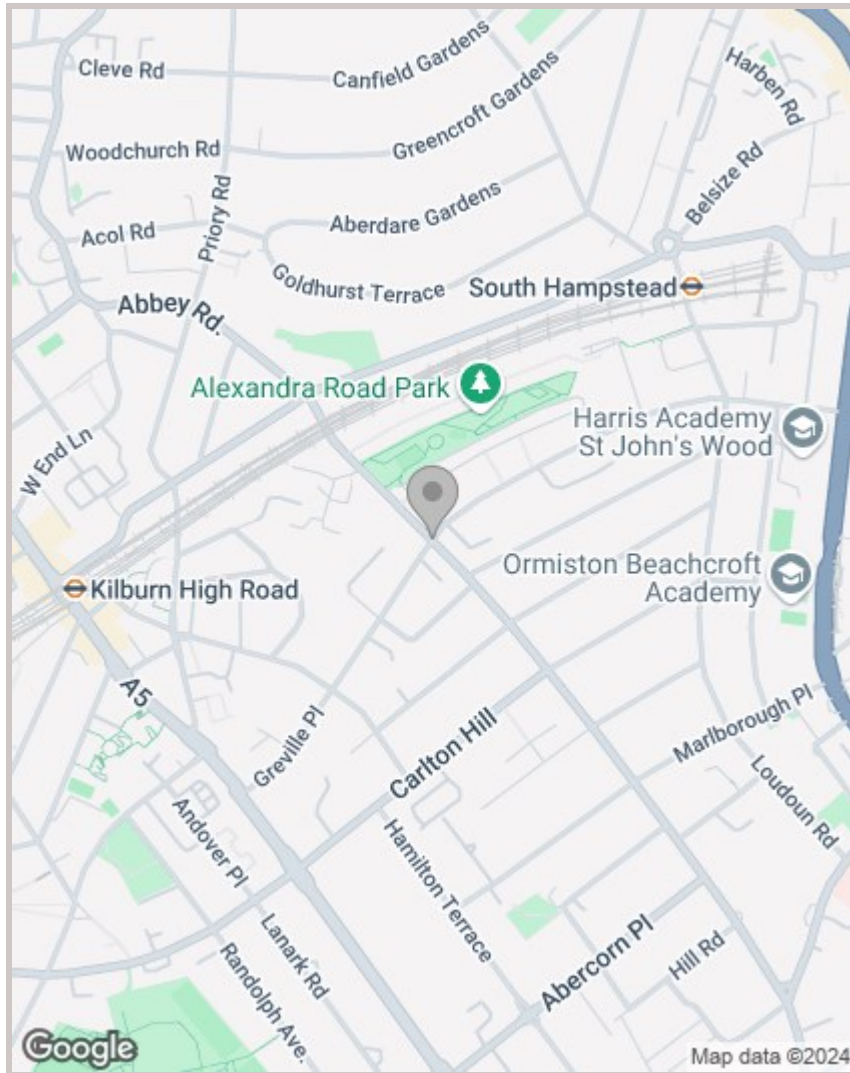 Cleve Rd
Canfield Gardens
Harben Rd
Greencroft Gardens
Woodchurch Rd
Belsize Rd
Priory Rd
Aberdare Gardens
Acol Rd
Goldhurst Terrace
South Hampstead
Abbey Rd.
Alexandra Road Park
Harris Academy
St John's Wood
W End Ln
Ormiston Beachcroft
Academy
Kilburn High Road
A5
Marlborough Pl
Greville Pl
Carlton Hill
Loudoun Rd
Andover Pl
Hamilton Terrace
Lanark Rd
Randolph Ave.
Abercorn Pl
Hill Rd
Google
Map data ©2024